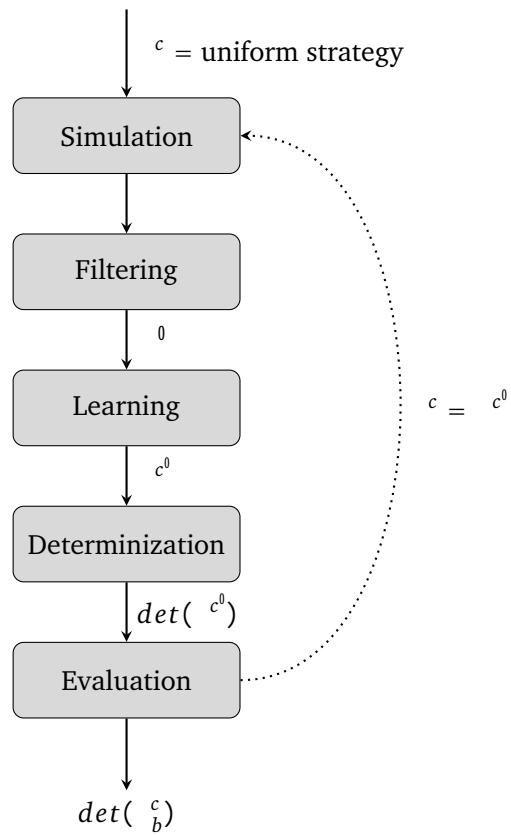 c = uniform strategy
Simulation
Filtering
0
Learning
c = c0
c0
Determinization
det( c0)
Evaluation
det( c b)